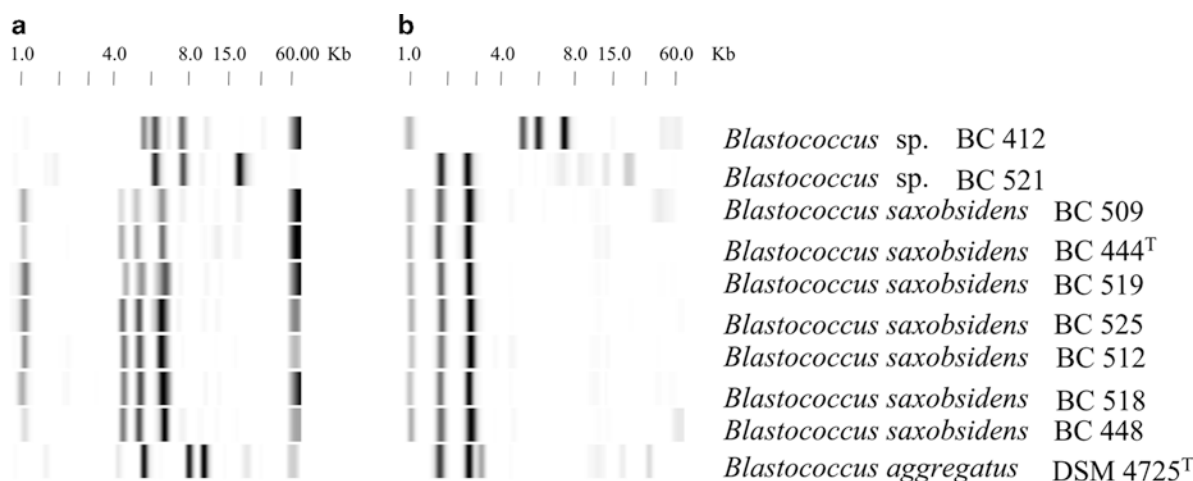 a b
1.0 4.0 8.0 15.0 60.00 Kb 1.0 4.0 8.0 15.0 60.0 Kb
Blastococcus sp. BC 412
Blastococcus sp. BC 521
Blastococcus saxobsidens BC 509
Blastococcus saxobsidens BC 444T
Blastococcus saxobsidens BC 519
Blastococcus saxobsidens BC 525
Blastococcus saxobsidens BC 512
Blastococcus saxobsidens BC 518
Blastococcus saxobsidens BC 448
Blastococcus aggregatus DSM 4725T